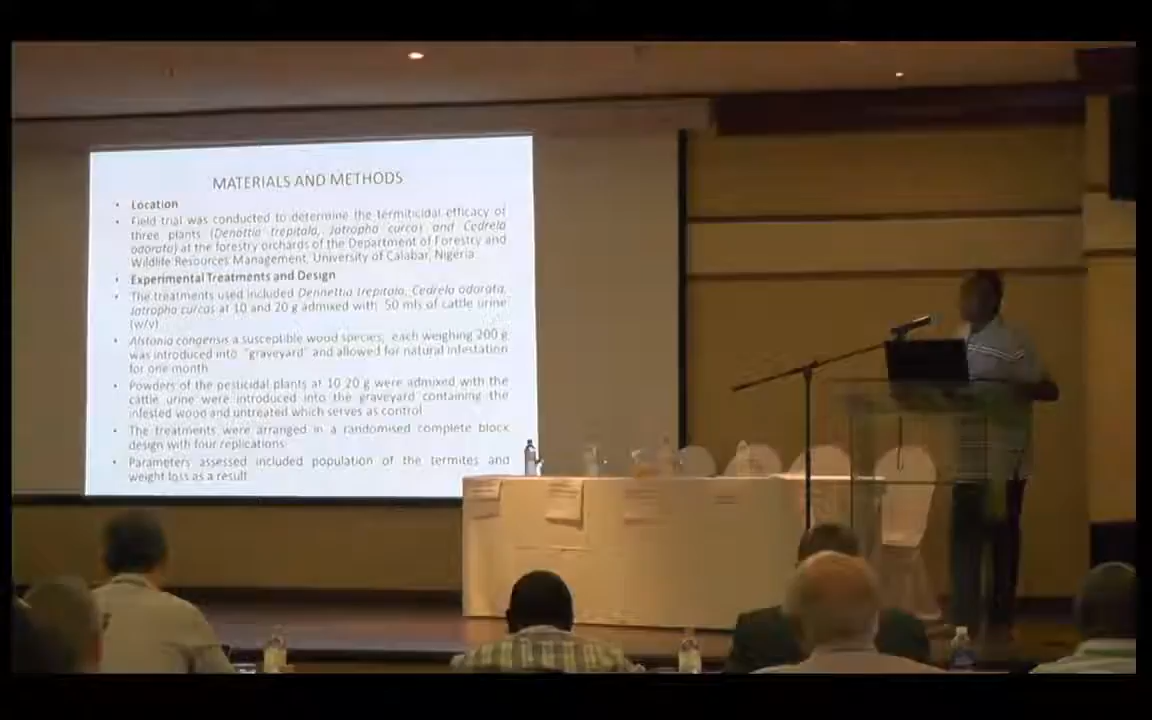 MATERIALS AND METHODS
• Location
• Field trial was conducted to determine the termiticidal efficacy of
three plants (Denottia trepitala, Jatropha curcas and Cedrela
odorata) at the forestry orchards of the Department of Forestry and
Wildlife Resources Management, University of Calabar, Nigeria
• Experimental Treatments and Design
• The treatments used included Dennettia trepitala, Cedrela odorata,
Jatropha curcas at 10 and 20 g admixed with 50 mls of cattle urine
(w/v)
• Alstonia congensis a susceptible wood species, each weighing 200 g
was introduced into "graveyard" and allowed for natural infestation
for one month
• Powders of the pesticidal plants at 10 20 g were admixed with the
cattle urine were introduced into the graveyard containing the
infested wood and untreated which serves as control
• The treatments were arranged in a randomised complete block
design with four replications
• Parameters assessed included population of the termites and
weight loss as a result